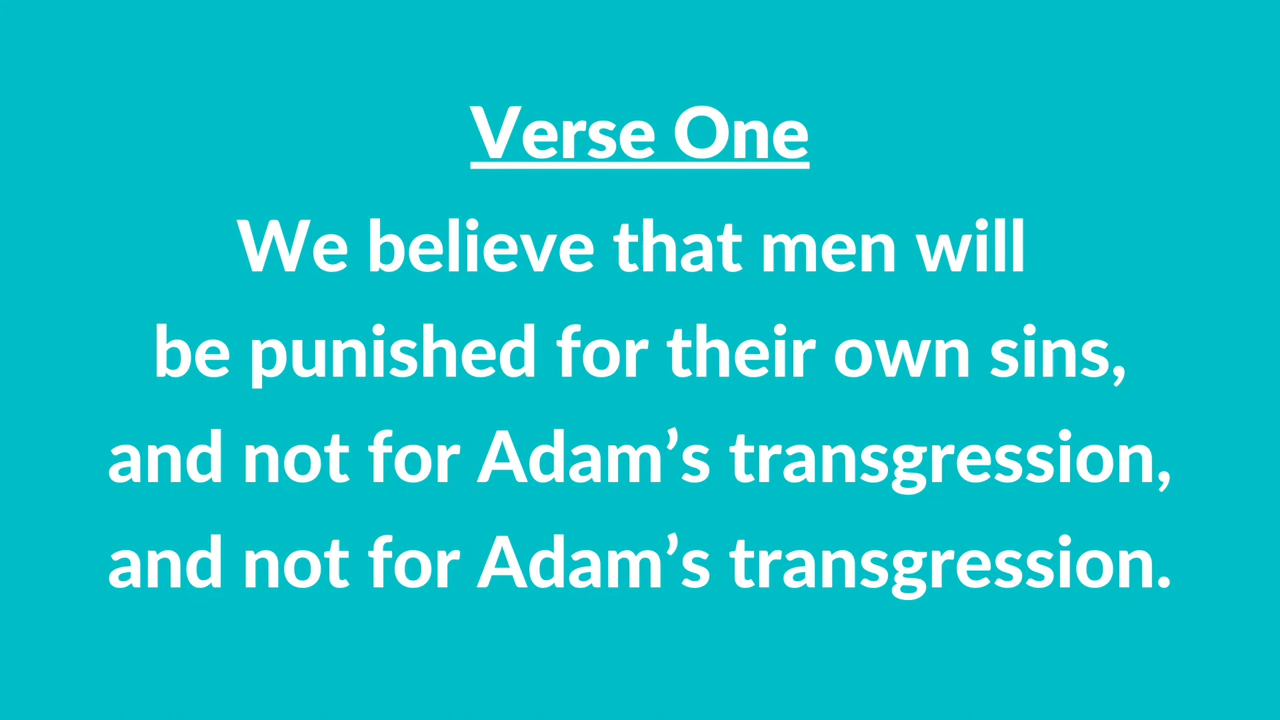 Verse One
We believe that men will
be punished for their own sins,
and not for Adam’s transgression,
and not for Adam’s transgression.